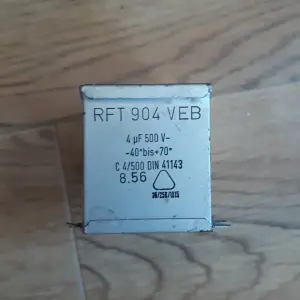 RFT 904 VEB
4 µF 500 V-
-40°bis+70°
C 4/500 DIN 41143
8.56